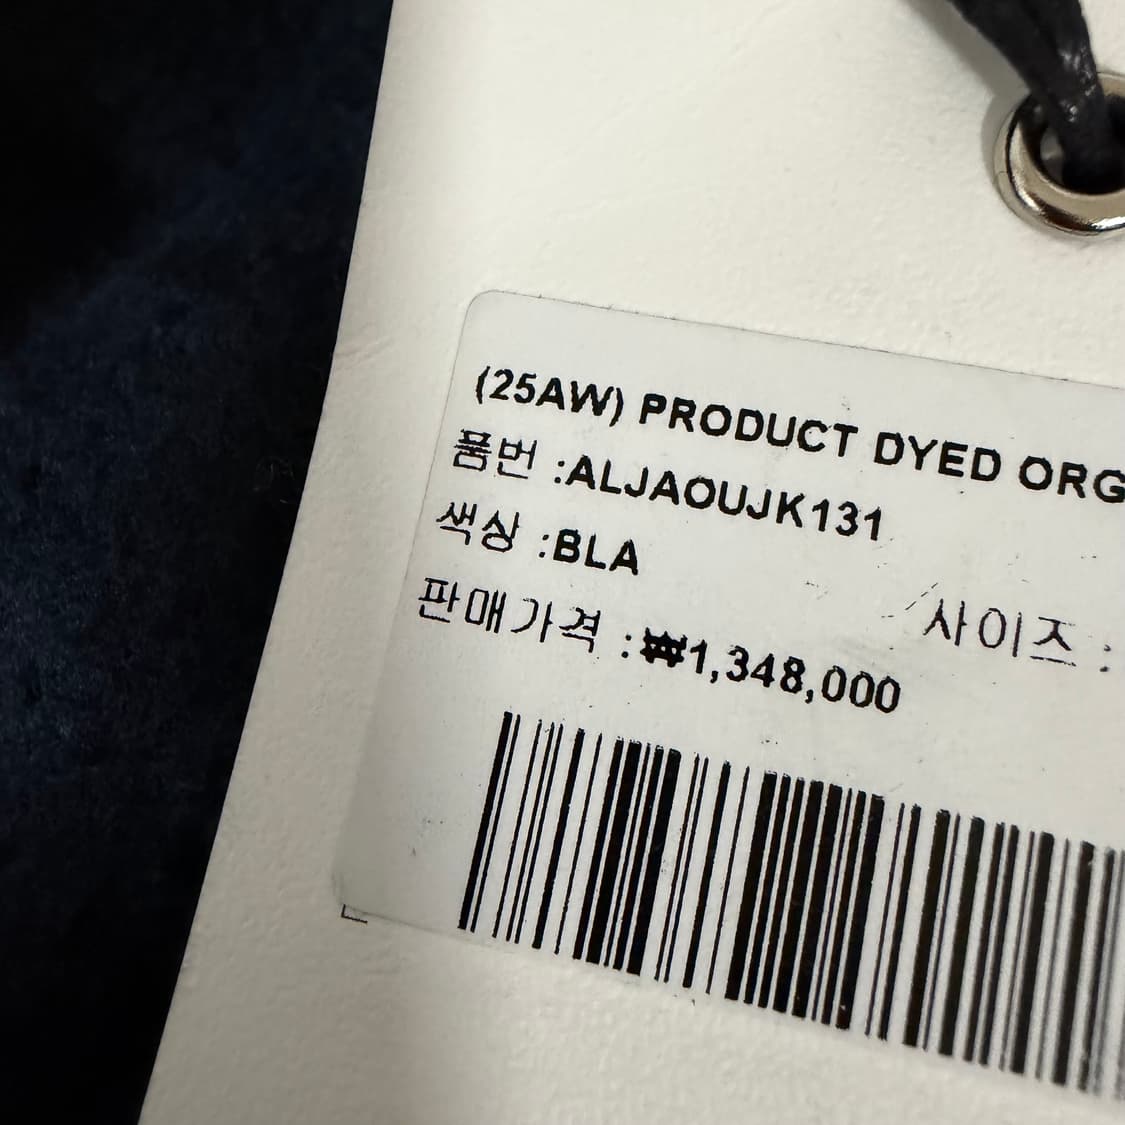 (25AW) PRODUCT DYED ORG
품번 :ALJAOUJK131
색상 :BLA
사이즈 :
판매가격 :₩1,348,000